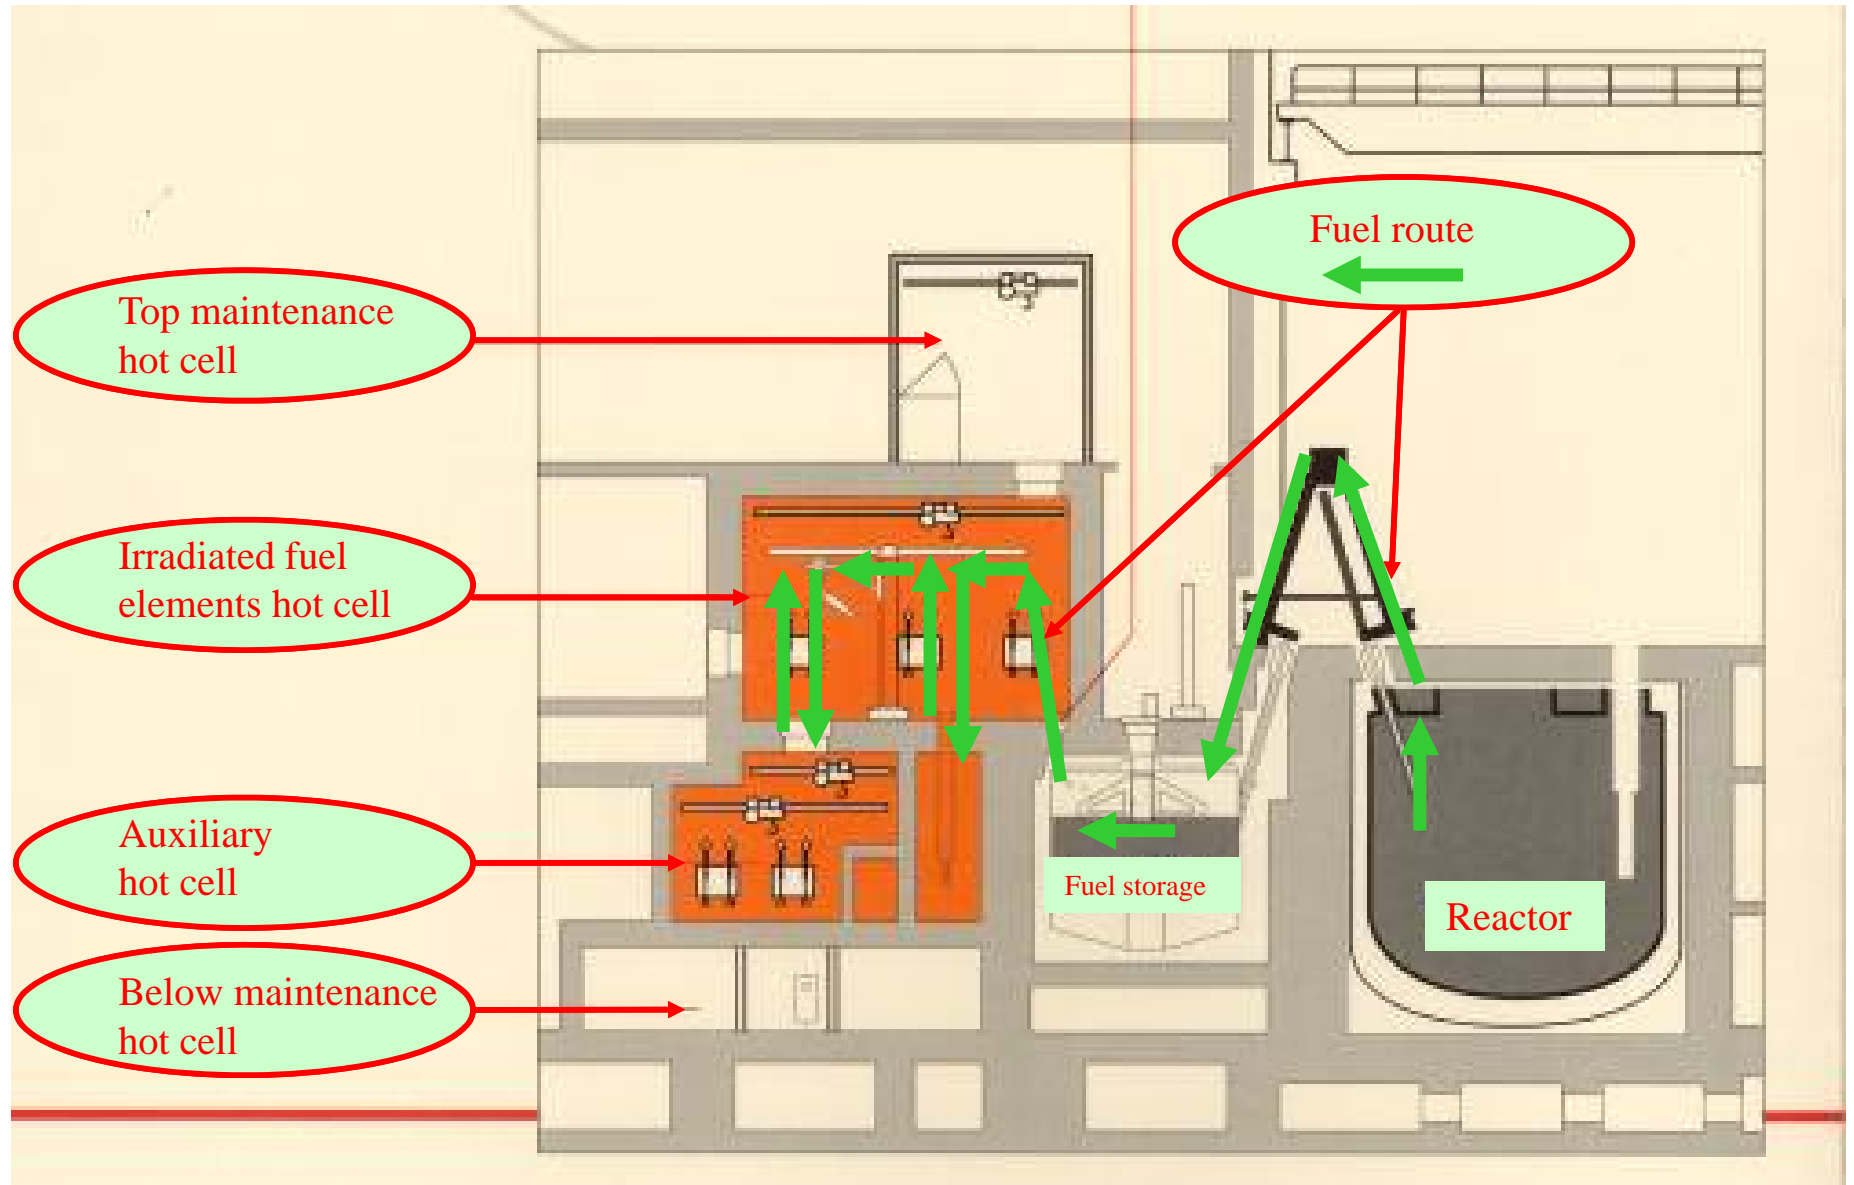 Fuel route
Top maintenance
hot cell
Irradiated fuel
elements hot cell
Auxiliary
hot cell
Fuel storage
Reactor
Below maintenance
hot cell